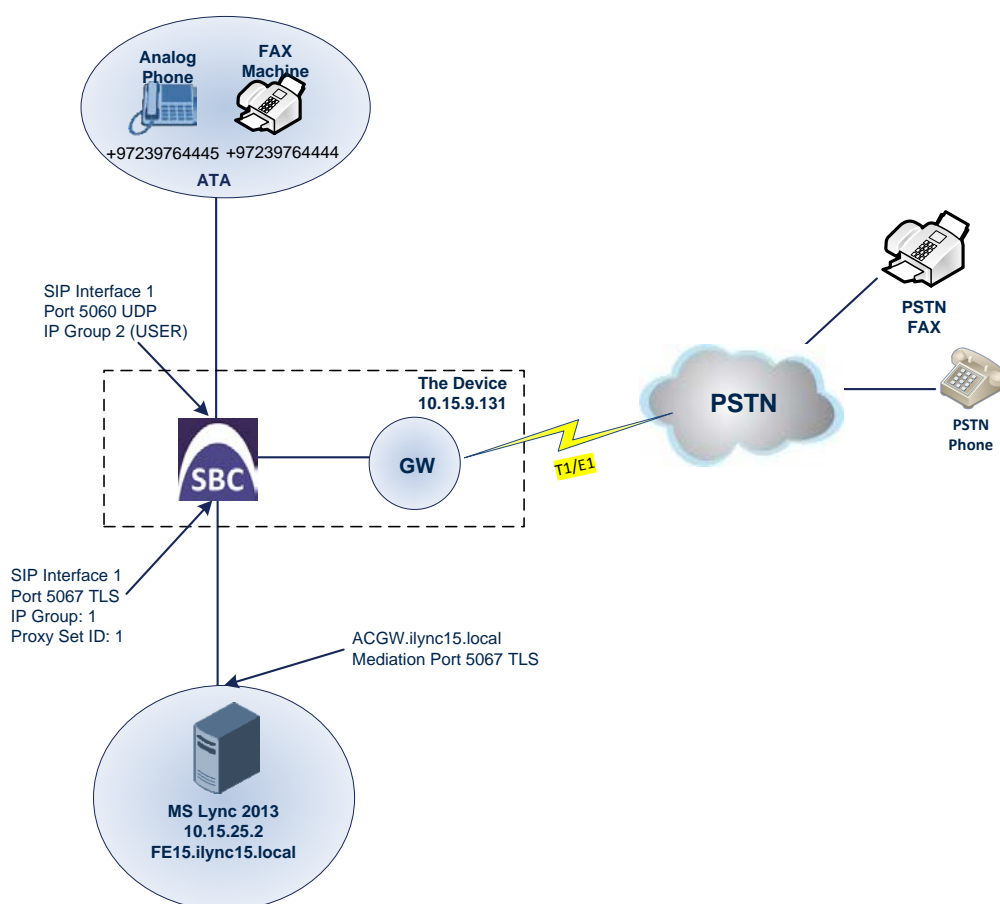 Analog
Phone
FAX
Machine
+97239764445
+97239764444
ATA
SIP Interface 1
Port 5060 UDP
IP Group 2 (USER)
The Device
10.15.9.131
SBC
GW
T1/E1
PSTN
PSTN
FAX
PSTN
Phone
SIP Interface 1
Port 5067 TLS
IP Group: 1
Proxy Set ID: 1
ACGW.ilync15.local
Mediation Port 5067 TLS
MS Lync 2013
10.15.25.2
FE15.ilync15.local